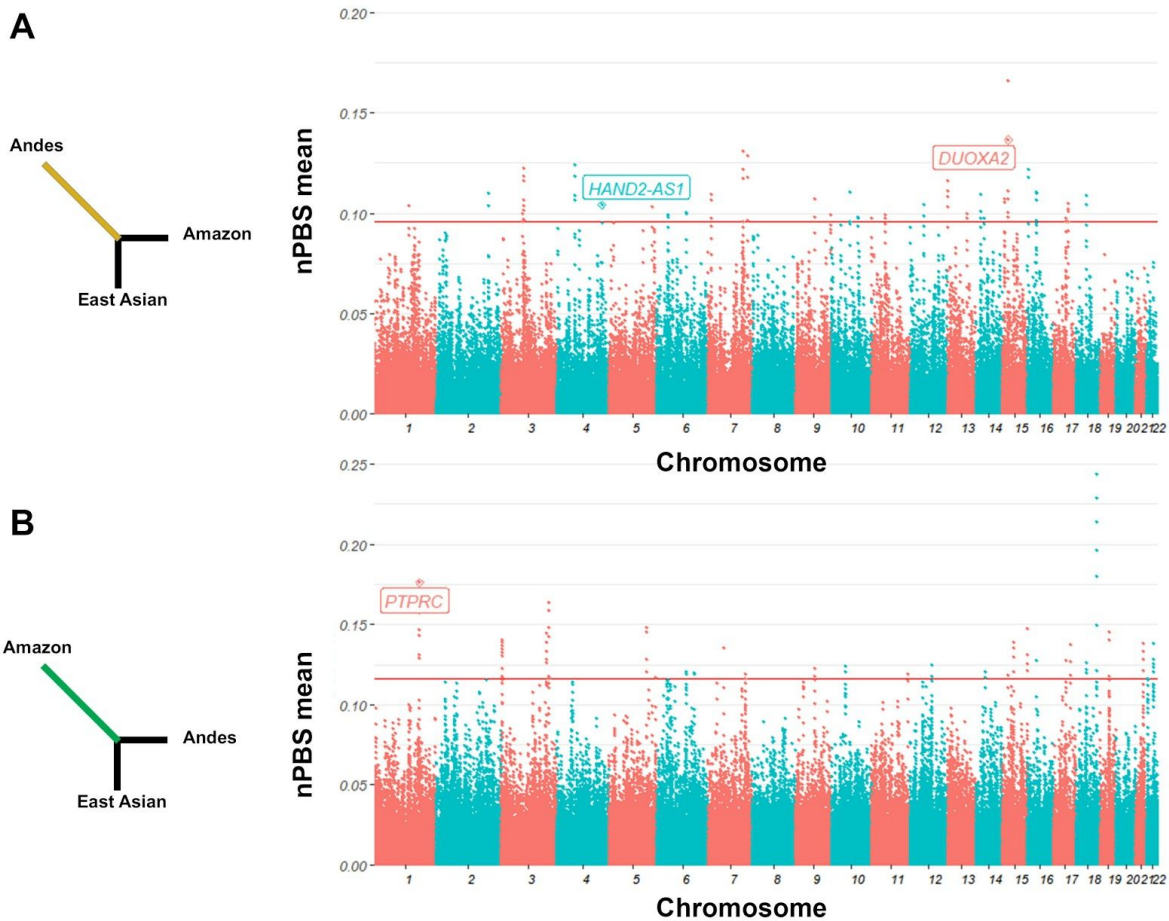 A
Andes
Amazon
East Asian
nPBS mean
0.20
0.15
0.10
0.05
0.00
HAND2-AS1
DUOXA2
1 2 3 4 5 6 7 8 9 10 11 12 13 14 15 16 17 18 19 20 21 22
Chromosome
B
Amazon
Andes
East Asian
nPBS mean
0.25
0.20
0.15
0.10
0.05
0.00
PTPRC
1 2 3 4 5 6 7 8 9 10 11 12 13 14 15 16 17 18 19 20 21 22
Chromosome